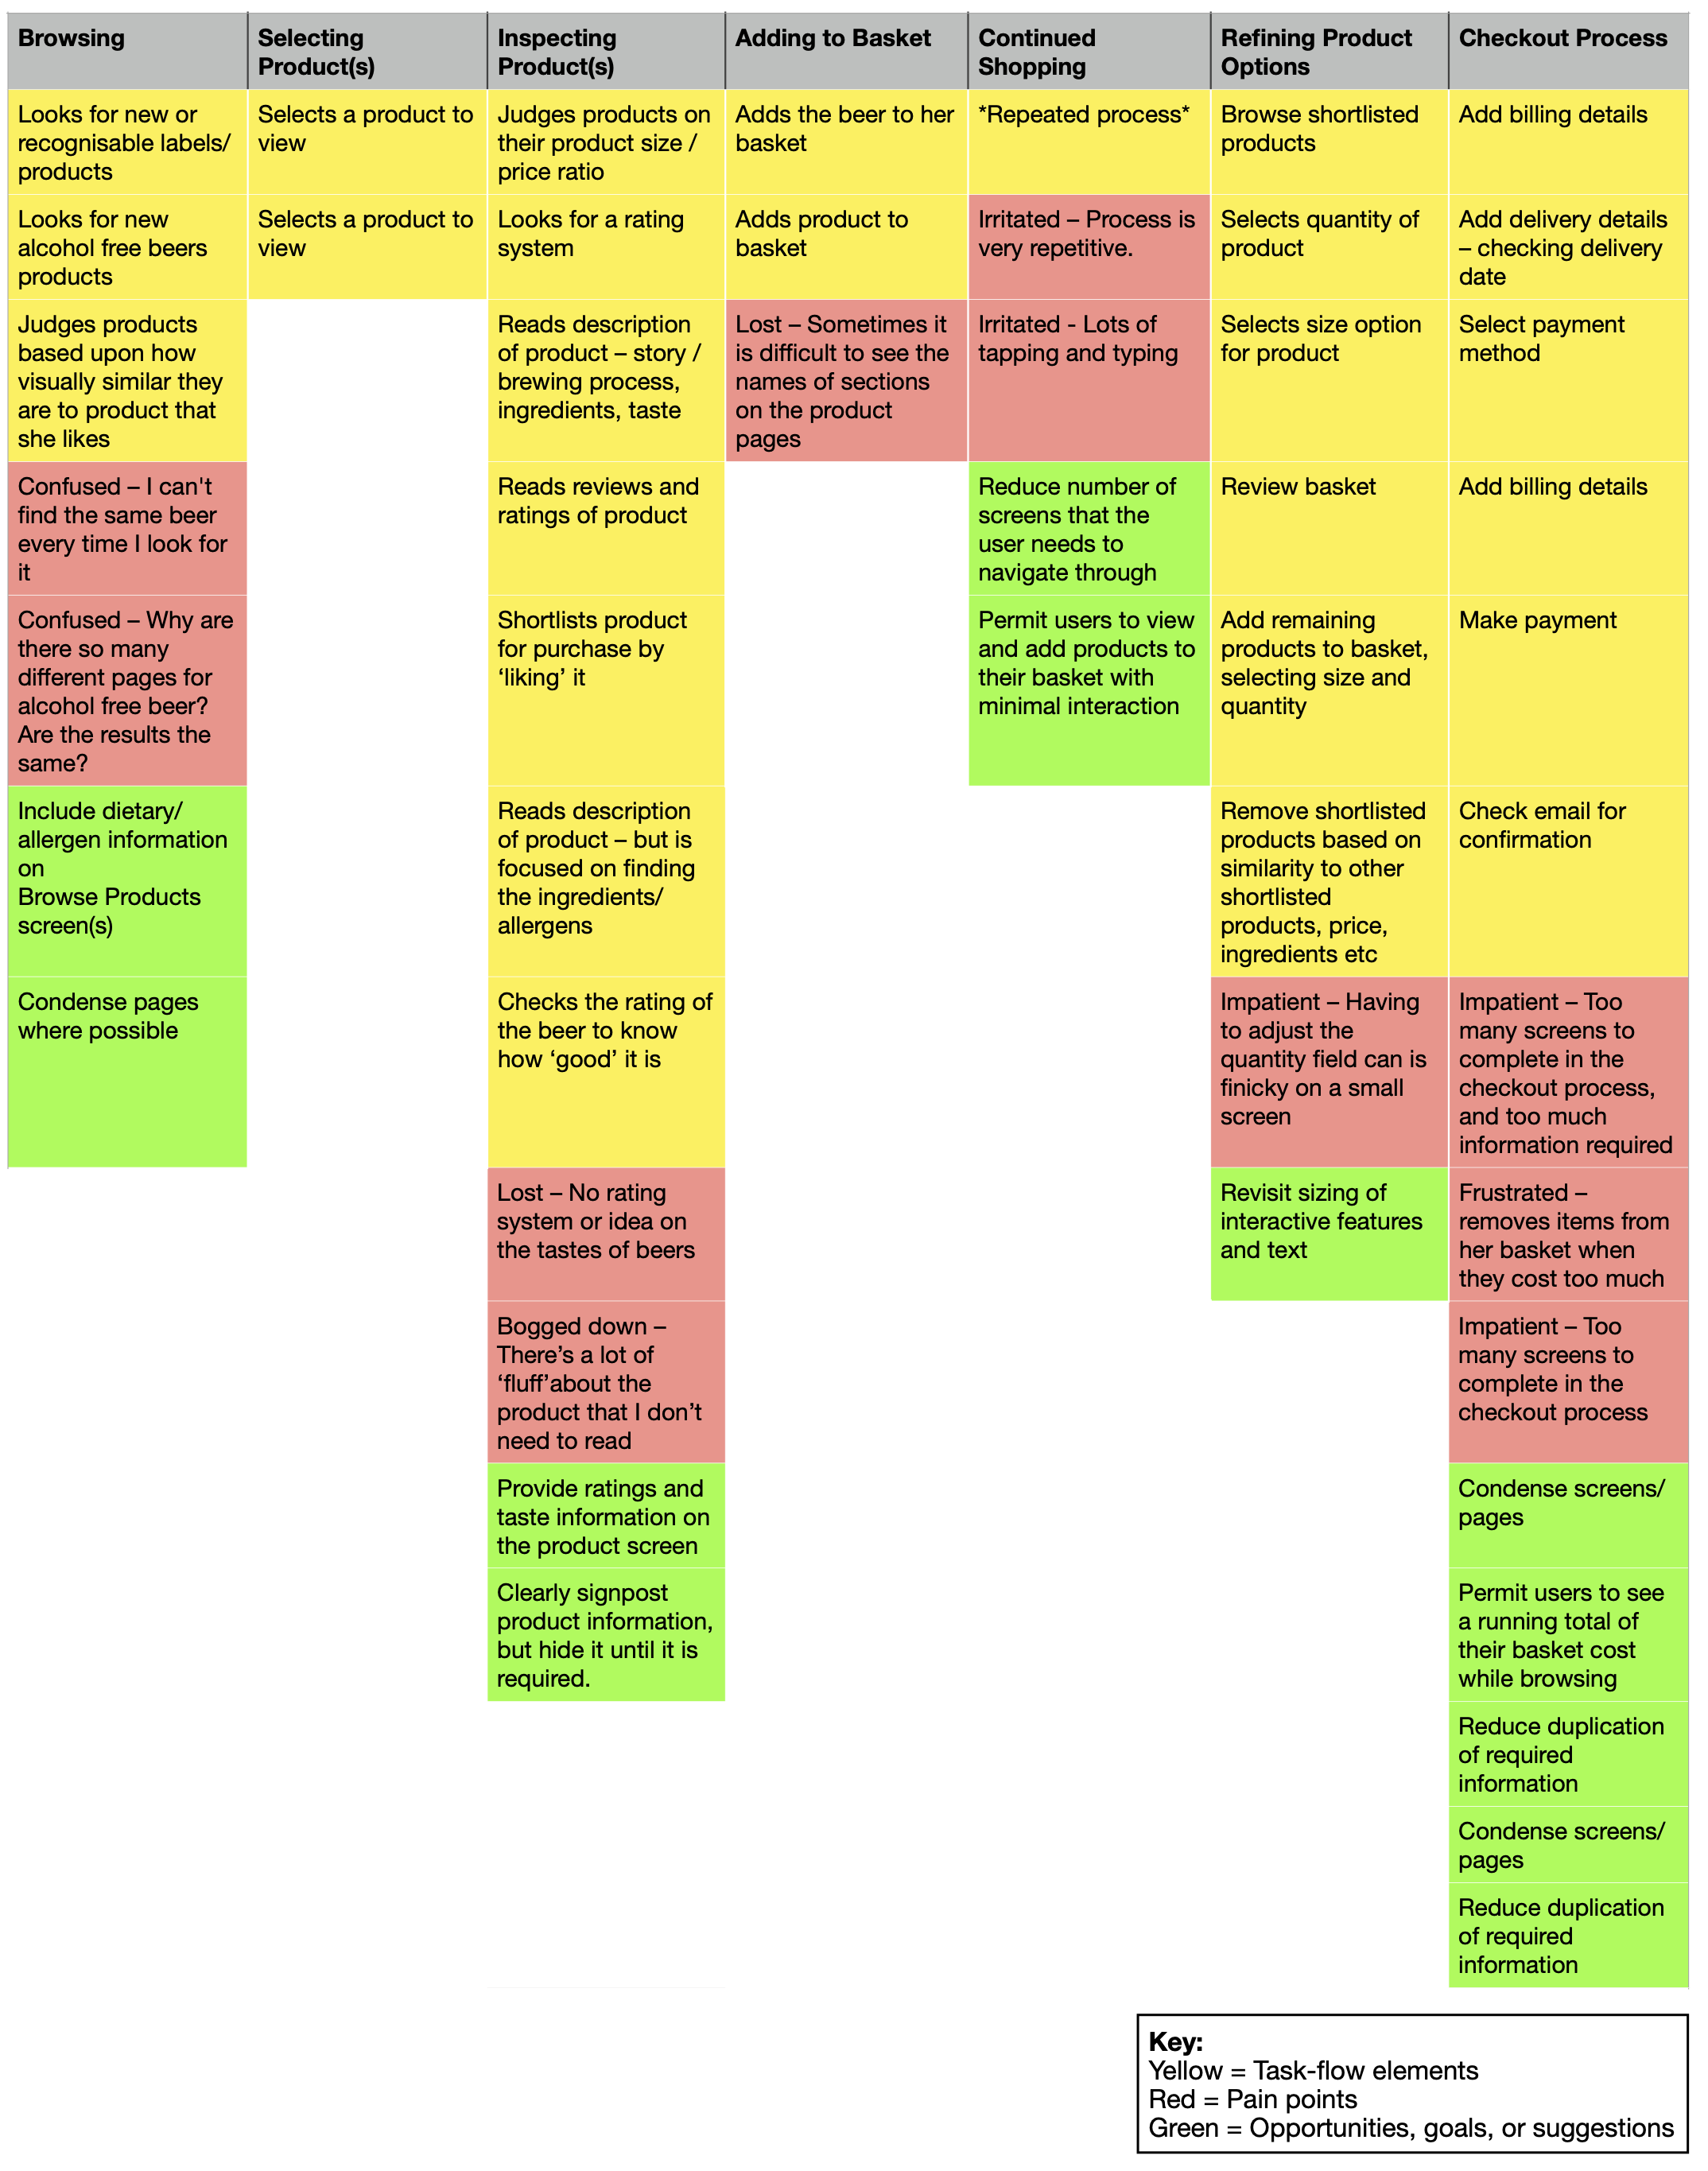 Browsing
Selecting
Product(s)
Inspecting
Product(s)
Adding to Basket
Continued
Shopping
Refining Product
Options
Checkout Process
Looks for new or
recognisable labels/
products
Selects a product to
view
Judges products on
their product size /
price ratio
Adds the beer to her
basket
*Repeated process*
Browse shortlisted
products
Add billing details
Looks for new
alcohol free beers
products
Selects a product to
view
Looks for a rating
system
Adds product to
basket
Irritated – Process is
very repetitive.
Selects quantity of
product
Add delivery details
– checking delivery
date
Judges products
based upon how
visually similar they
are to product that
she likes
Reads description
of product – story /
brewing process,
ingredients, taste
Lost – Sometimes it
is difficult to see the
names of sections
on the product
pages
Irritated - Lots of
tapping and typing
Selects size option
for product
Select payment
method
Confused – I can't
find the same beer
every time I look for
it
Reads reviews and
ratings of product
Reduce number of
screens that the
user needs to
navigate through
Review basket
Add billing details
Confused – Why are
there so many
different pages for
alcohol free beer?
Are the results the
same?
Shortlists product
for purchase by
‘liking’ it
Permit users to view
and add products to
their basket with
minimal interaction
Add remaining
products to basket,
selecting size and
quantity
Make payment
Include dietary/
allergen information
on
Browse Products
screen(s)
Reads description
of product – but is
focused on finding
the ingredients/
allergens
Remove shortlisted
products based on
similarity to other
shortlisted
products, price,
ingredients etc
Check email for
confirmation
Condense pages
where possible
Checks the rating of
the beer to know
how ‘good’ it is
Impatient – Having
to adjust the
quantity field can is
finicky on a small
screen
Impatient – Too
many screens to
complete in the
checkout process,
and too much
information required
Lost – No rating
system or idea on
the tastes of beers
Revisit sizing of
interactive features
and text
Frustrated –
removes items from
her basket when
they cost too much
Bogged down –
There’s a lot of
‘fluff’about the
product that I don’t
need to read
Impatient – Too
many screens to
complete in the
checkout process
Provide ratings and
taste information on
the product screen
Condense screens/
pages
Clearly signpost
product information,
but hide it until it is
required.
Permit users to see
a running total of
their basket cost
while browsing
Reduce duplication
of required
information
Condense screens/
pages
Reduce duplication
of required
information
Key:
Yellow = Task-flow elements
Red = Pain points
Green = Opportunities, goals, or suggestions